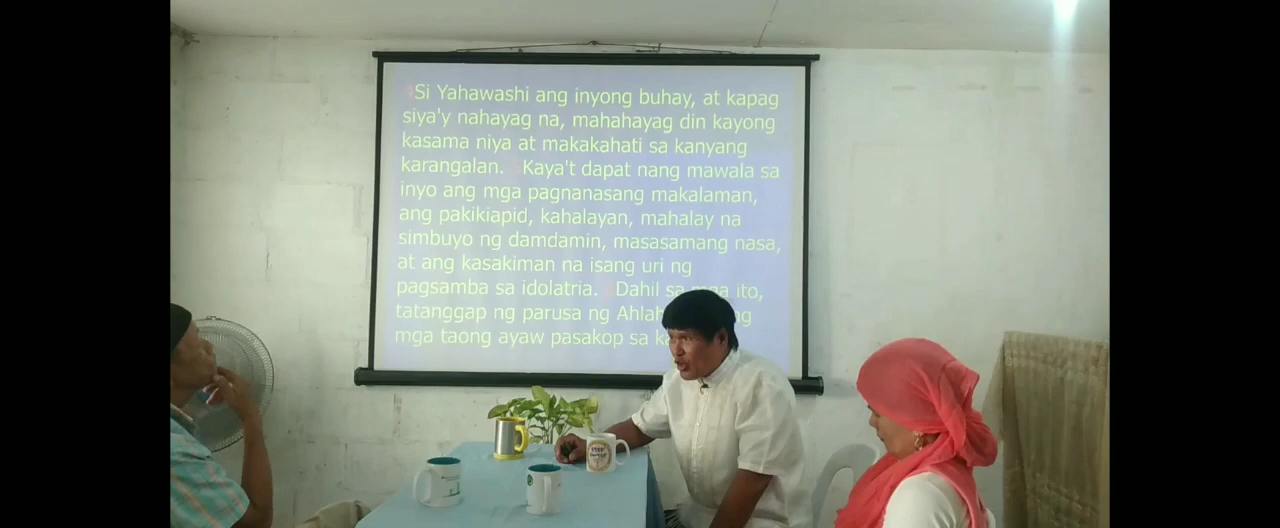 Si Yahawashi ang inyong buhay, at kapag
siya'y nahayag na, mahahayag din kayong
kasama niya at makakahati sa kanyang
karangalan. Kaya't dapat nang mawala sa
inyo ang mga pagnanasang makalaman,
ang pakikiapid, kahalayan, mahalay na
simbuyo ng damdamin, masasamang nasa,
at ang kasakiman na isang uri ng
pagsamba sa idolatria. Dahil sa mga ito,
tatanggap ng parusa ng
mga taong ayaw pasakop sa